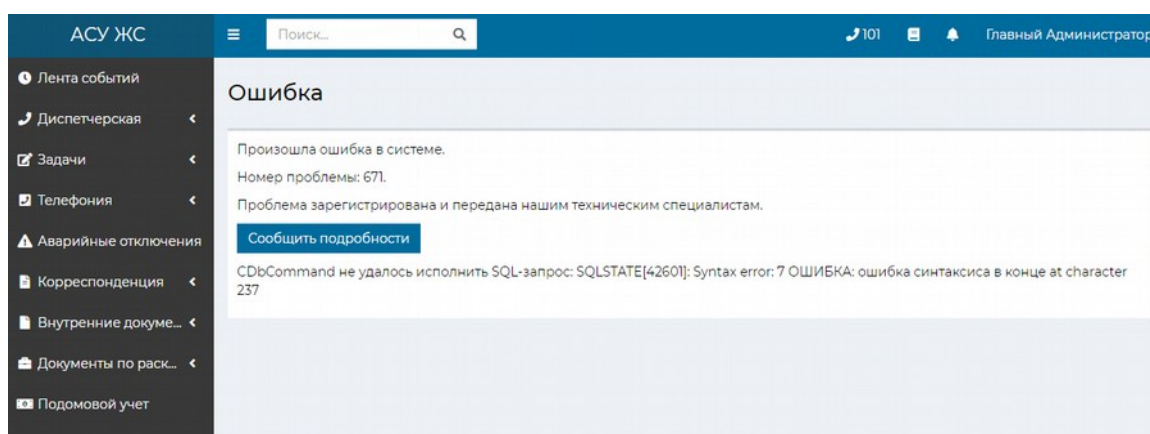 АСУ ЖС
Поиск...
101
Главный Администратор
Лента событий
Диспетчерская
Задачи
Телефония
Аварийные отключения
Корреспонденция
Внутренние докуме...
Документы по раск...
Подомовой учет
Ошибка
Произошла ошибка в системе.
Номер проблемы: 671.
Проблема зарегистрирована и передана нашим техническим специалистам.
Сообщить подробности
CDbCommand не удалось исполнить SQL-запрос: SQLSTATE[42601]: Syntax error: 7 ОШИБКА: ошибка синтаксиса в конце at character
237